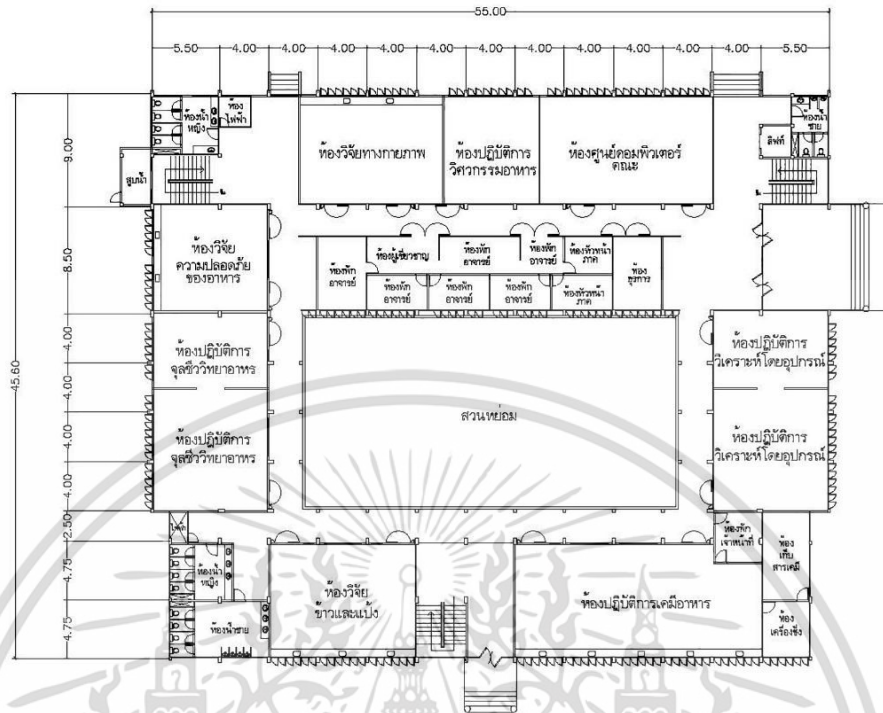 55.00
5.50 4.00 4.00 4.00 4.00 4.00 4.00 4.00 4.00 4.00 4.00 4.00 5.50
45.60
9.00
8.50
4.00
4.00
4.00
4.00
2.50
4.75
4.75
ห้องน้ำ
หญิง
ห้อง
ไฟฟ้า
ห้องวิจัยทางกายภาพ
ห้องปฏิบัติการ
วิศวกรรมอาหาร
ห้องศูนย์คอมพิวเตอร์
คณะ
ลิฟท์
ห้องน้ำ
ชาย
สูบน้ำ
ห้องวิจัย
ความปลอดภัย
ของอาหาร
ห้องพัก
อาจารย์
ห้องผู้เชี่ยวชาญ
ห้องพัก
อาจารย์
ห้องพัก
อาจารย์
ห้องหัวหน้า
ภาค
ห้อง
ธุรการ
ห้องพัก
อาจารย์
ห้องพัก
อาจารย์
ห้องพัก
อาจารย์
ห้องหัวหน้า
ภาค
ห้องปฏิบัติการ
จุลชีววิทยาอาหาร
ห้องปฏิบัติการ
วิเคราะห์โดยอุปกรณ์
สวนหย่อม
ห้องปฏิบัติการ
จุลชีววิทยาอาหาร
ห้องปฏิบัติการ
วิเคราะห์โดยอุปกรณ์
ห้องพัก
เจ้าหน้าที่
ห้อง
เก็บ
สารเคมี
ห้องน้ำ
หญิง
ห้องวิจัย
ข้าวและแป้ง
ห้องปฏิบัติการเคมีอาหาร
ห้องน้ำชาย
ห้อง
เครื่องชั่ง